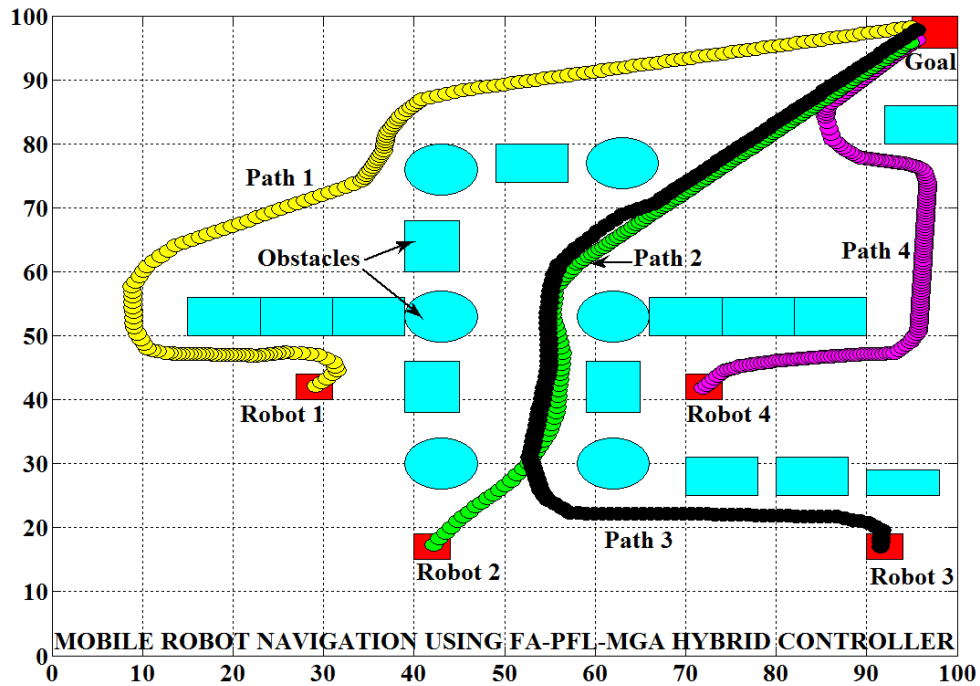 100
90
80
70
60
50
40
30
20
10
0
Goal
Path 1
Obstacles
Path 2
Path 4
Robot 1
Robot 4
Path 3
Robot 2
Robot 3
MOBILE ROBOT NAVIGATION USING FA-PFL-MGA HYBRID CONTROLLER
0 10 20 30 40 50 60 70 80 90 100